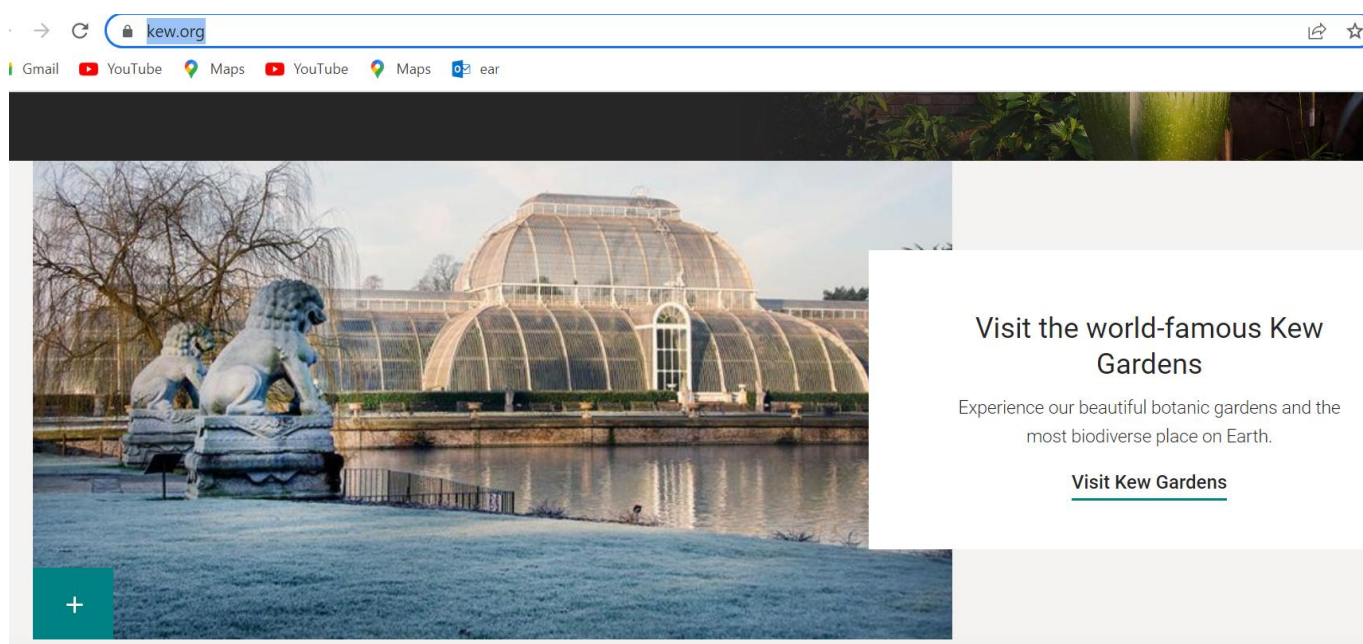 kew.org
Gmail YouTube Maps YouTube Maps ear
Visit the world-famous Kew
Gardens
Experience our beautiful botanic gardens and the
most biodiverse place on Earth.
Visit Kew Gardens
+